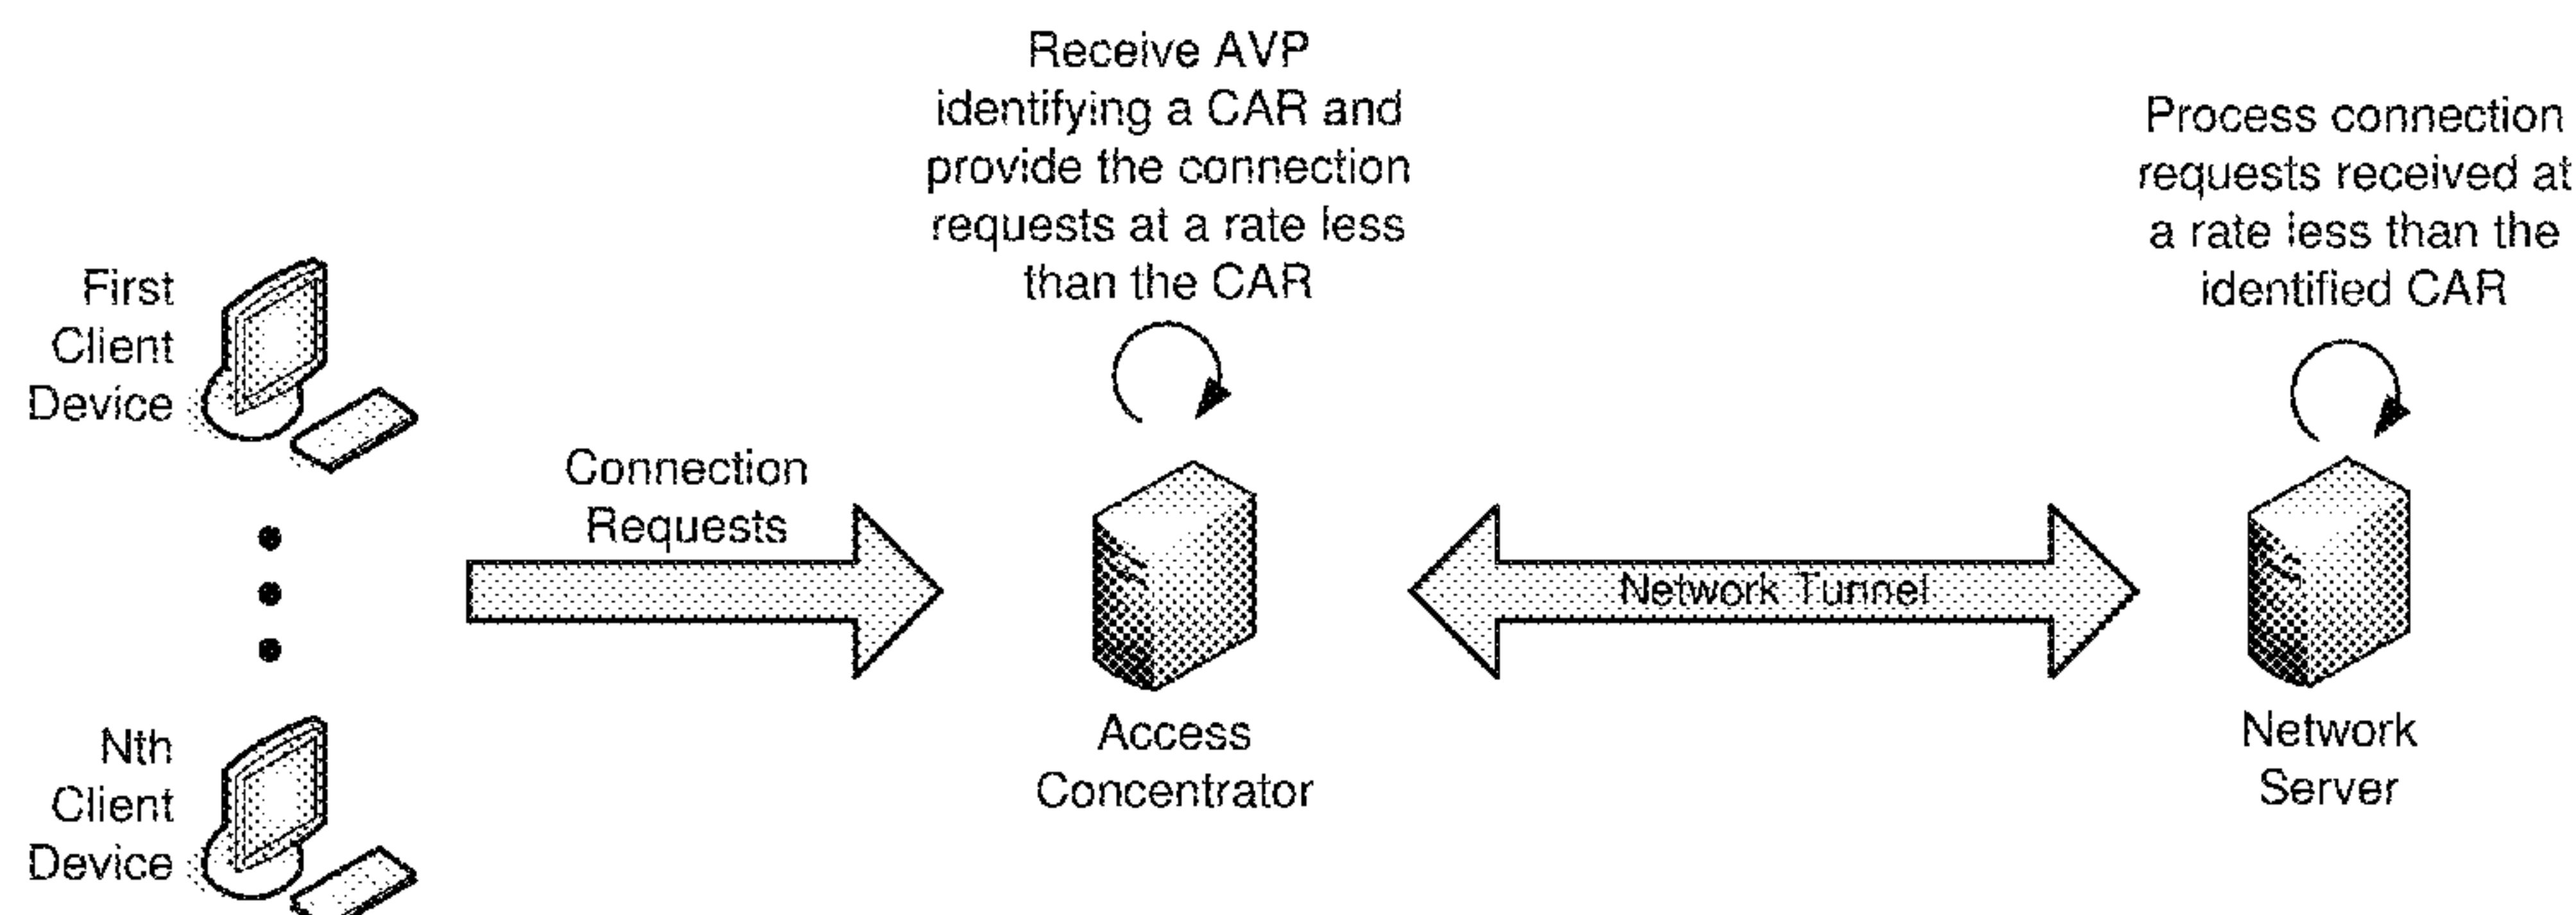 Receive AVP
identifying a CAR and
provide the connection
requests at a rate less
than the CAR
Process connection
requests received at
a rate less than the
identified CAR
First
Client
Device
Connection
Requests
Network Tunnel
Access
Concentrator
Network
Server
Nth
Client
Device